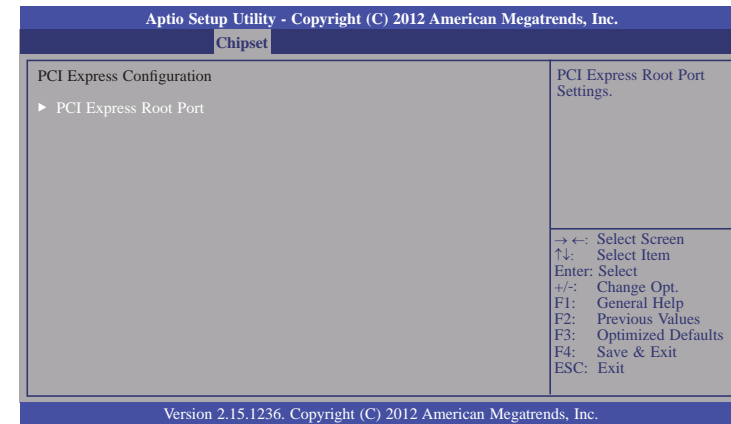 Aptio Setup Utility - Copyright (C) 2012 American Megatrends, Inc.
Chipset
PCI Express Configuration
► PCI Express Root Port
PCI Express Root Port
Settings.
→ ←: Select Screen
↑↓: Select Item
Enter: Select
+/-: Change Opt.
F1: General Help
F2: Previous Values
F3: Optimized Defaults
F4: Save & Exit
ESC: Exit
Version 2.15.1236. Copyright (C) 2012 American Megatrends, Inc.